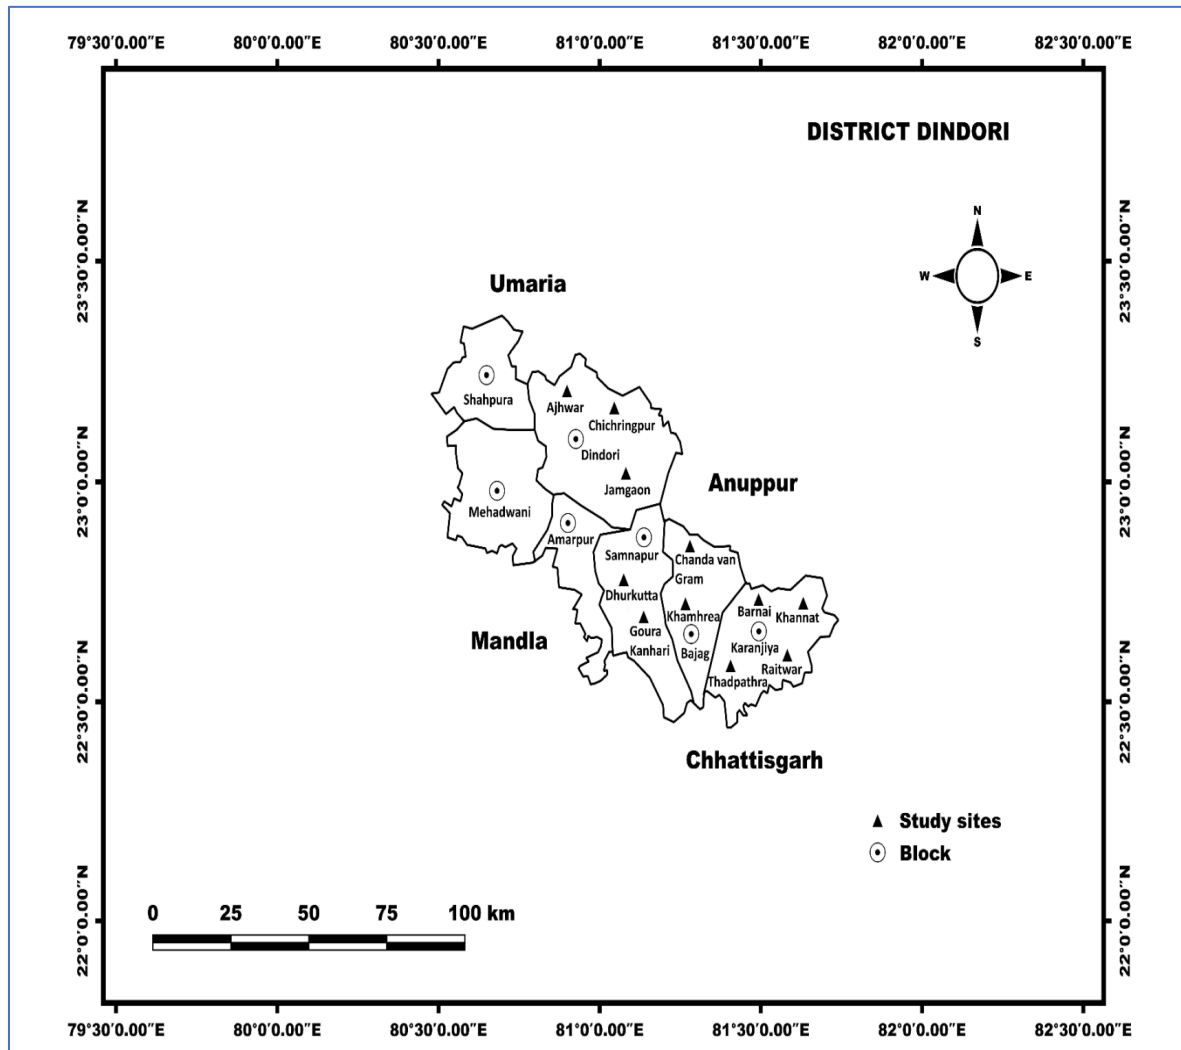 79°30′0.00″E 80°0′0.00″E 80°30′0.00″E 81°0′0.00″E 81°30′0.00″E 82°0′0.00″E 82°30′0.00″E
DISTRICT DINDORI
N
W E
S
23°30′0.00″N 23°30′0.00″N
Umaria
Shahpura
Ajhwar
Chichringpur
Dindori
Jamgaon
Anuppur
23°0′0.00″N 23°0′0.00″N
Mehadwani
Amarpur
Samnapur
Chanda van
Gram
Dhurkutta
Khamhrea
Barnai
Khannat
Goura
Kanhari
Bajag
Karanjiya
Mandla
Raitwar
Thadpathra
22°30′0.00″N 22°30′0.00″N
Chhattisgarh
Study sites
Block
0 25 50 75 100 km
22°0′0.00″N 22°0′0.00″N
79°30′0.00″E 80°0′0.00″E 80°30′0.00″E 81°0′0.00″E 81°30′0.00″E 82°0′0.00″E 82°30′0.00″E